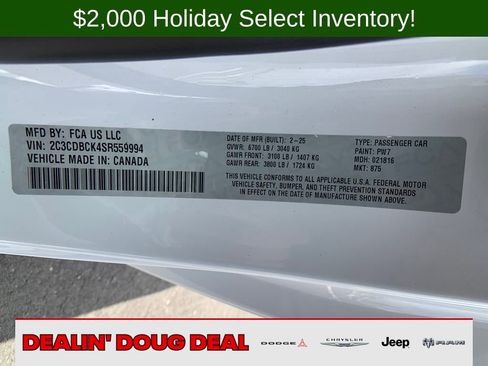 $2,000 Holiday Select Inventory!
MFD BY: FCA US LLC
VIN: 2C3CDBCK4SR559994
VEHICLE MADE IN: CANADA
DATE OF MFR (BUILT): 2-25
GVWR: 6700 LB / 3040 KG
GAWR FRONT: 3100 LB / 1407 KG
GAWR REAR: 3800 LB / 1724 KG
TYPE: PASSENGER CAR
PAINT: PW7
MDH: 021816
MKT: 875
THIS VEHICLE CONFORMS TO ALL APPLICABLE U.S.A. FEDERAL MOTOR
VEHICLE SAFETY, BUMPER, AND THEFT PREVENTION STANDARDS
IN EFFECT ON THE DATE OF MANUFACTURE SHOWN ABOVE.
DEALIN' DOUG DEAL
DODGE
CHRYSLER
Jeep
RAM